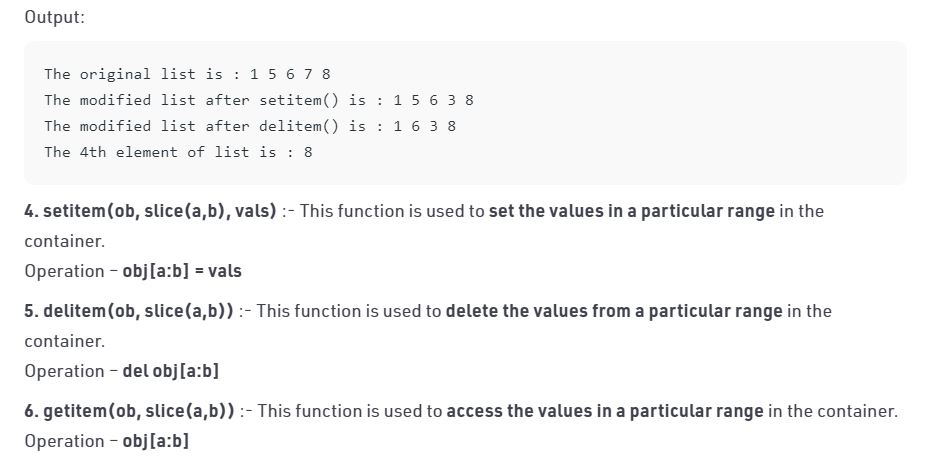 Output:
The original list is : 1 5 6 7 8
The modified list after setitem() is : 1 5 6 3 8
The modified list after delitem() is : 1 6 3 8
The 4th element of list is : 8
4. setitem(ob, slice(a,b), vals) :- This function is used to set the values in a particular range in the
container.
Operation – obj[a:b] = vals
5. delitem(ob, slice(a,b)) :- This function is used to delete the values from a particular range in the
container.
Operation – del obj[a:b]
6. getitem(ob, slice(a,b)) :- This function is used to access the values in a particular range in the container.
Operation – obj[a:b]